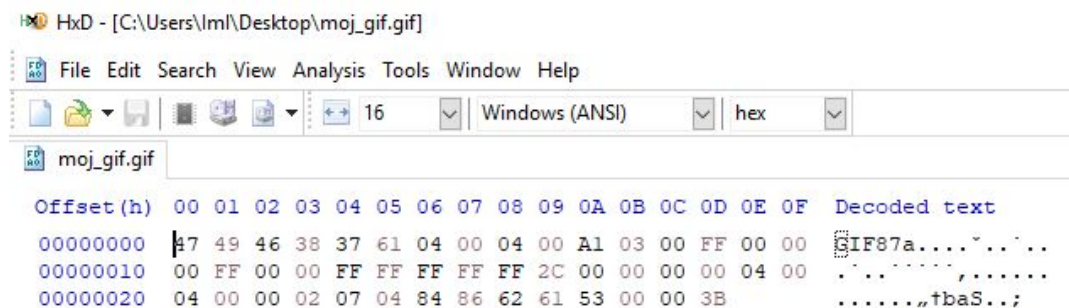 HxD - [C:\Users\lml\Desktop\moj_gif.gif]
File Edit Search View Analysis Tools Window Help
16 Windows (ANSI) hex
moj_gif.gif
Offset(h) 00 01 02 03 04 05 06 07 08 09 0A 0B 0C 0D 0E 0F Decoded text
00000000 47 49 46 38 37 61 04 00 04 00 A1 03 00 FF 00 00 GIF87a....ˇ..˙..
00000010 00 FF 00 00 FF FF FF FF FF 2C 00 00 00 00 04 00 .˙..˙˙˙˙˙,......
00000020 04 00 00 02 07 04 84 86 62 61 53 00 00 3B ......„†baS..;